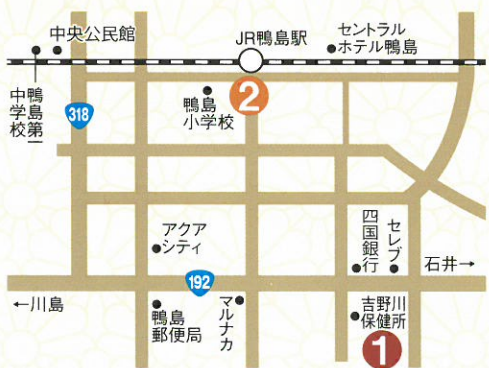 中央公民館
JR鴨島駅
セントラル
ホテル鴨島
鴨島第一
中学校
318
鴨島
小学校
2
アクア
シティ
四国銀行
セレブ
石井→
192
←川島
鴨島
郵便局
マルナカ
吉野川
保健所
1